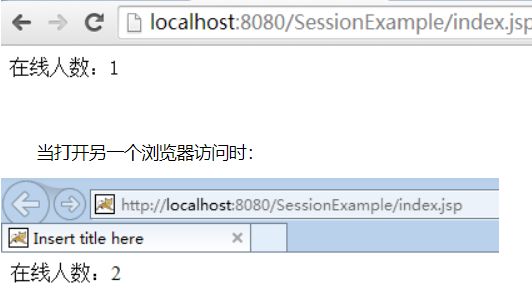 localhost:8080/SessionExample/index.jsp
在线人数：1
当打开另一个浏览器访问时：
http://localhost:8080/SessionExample/index.jsp
Insert title here
在线人数：2